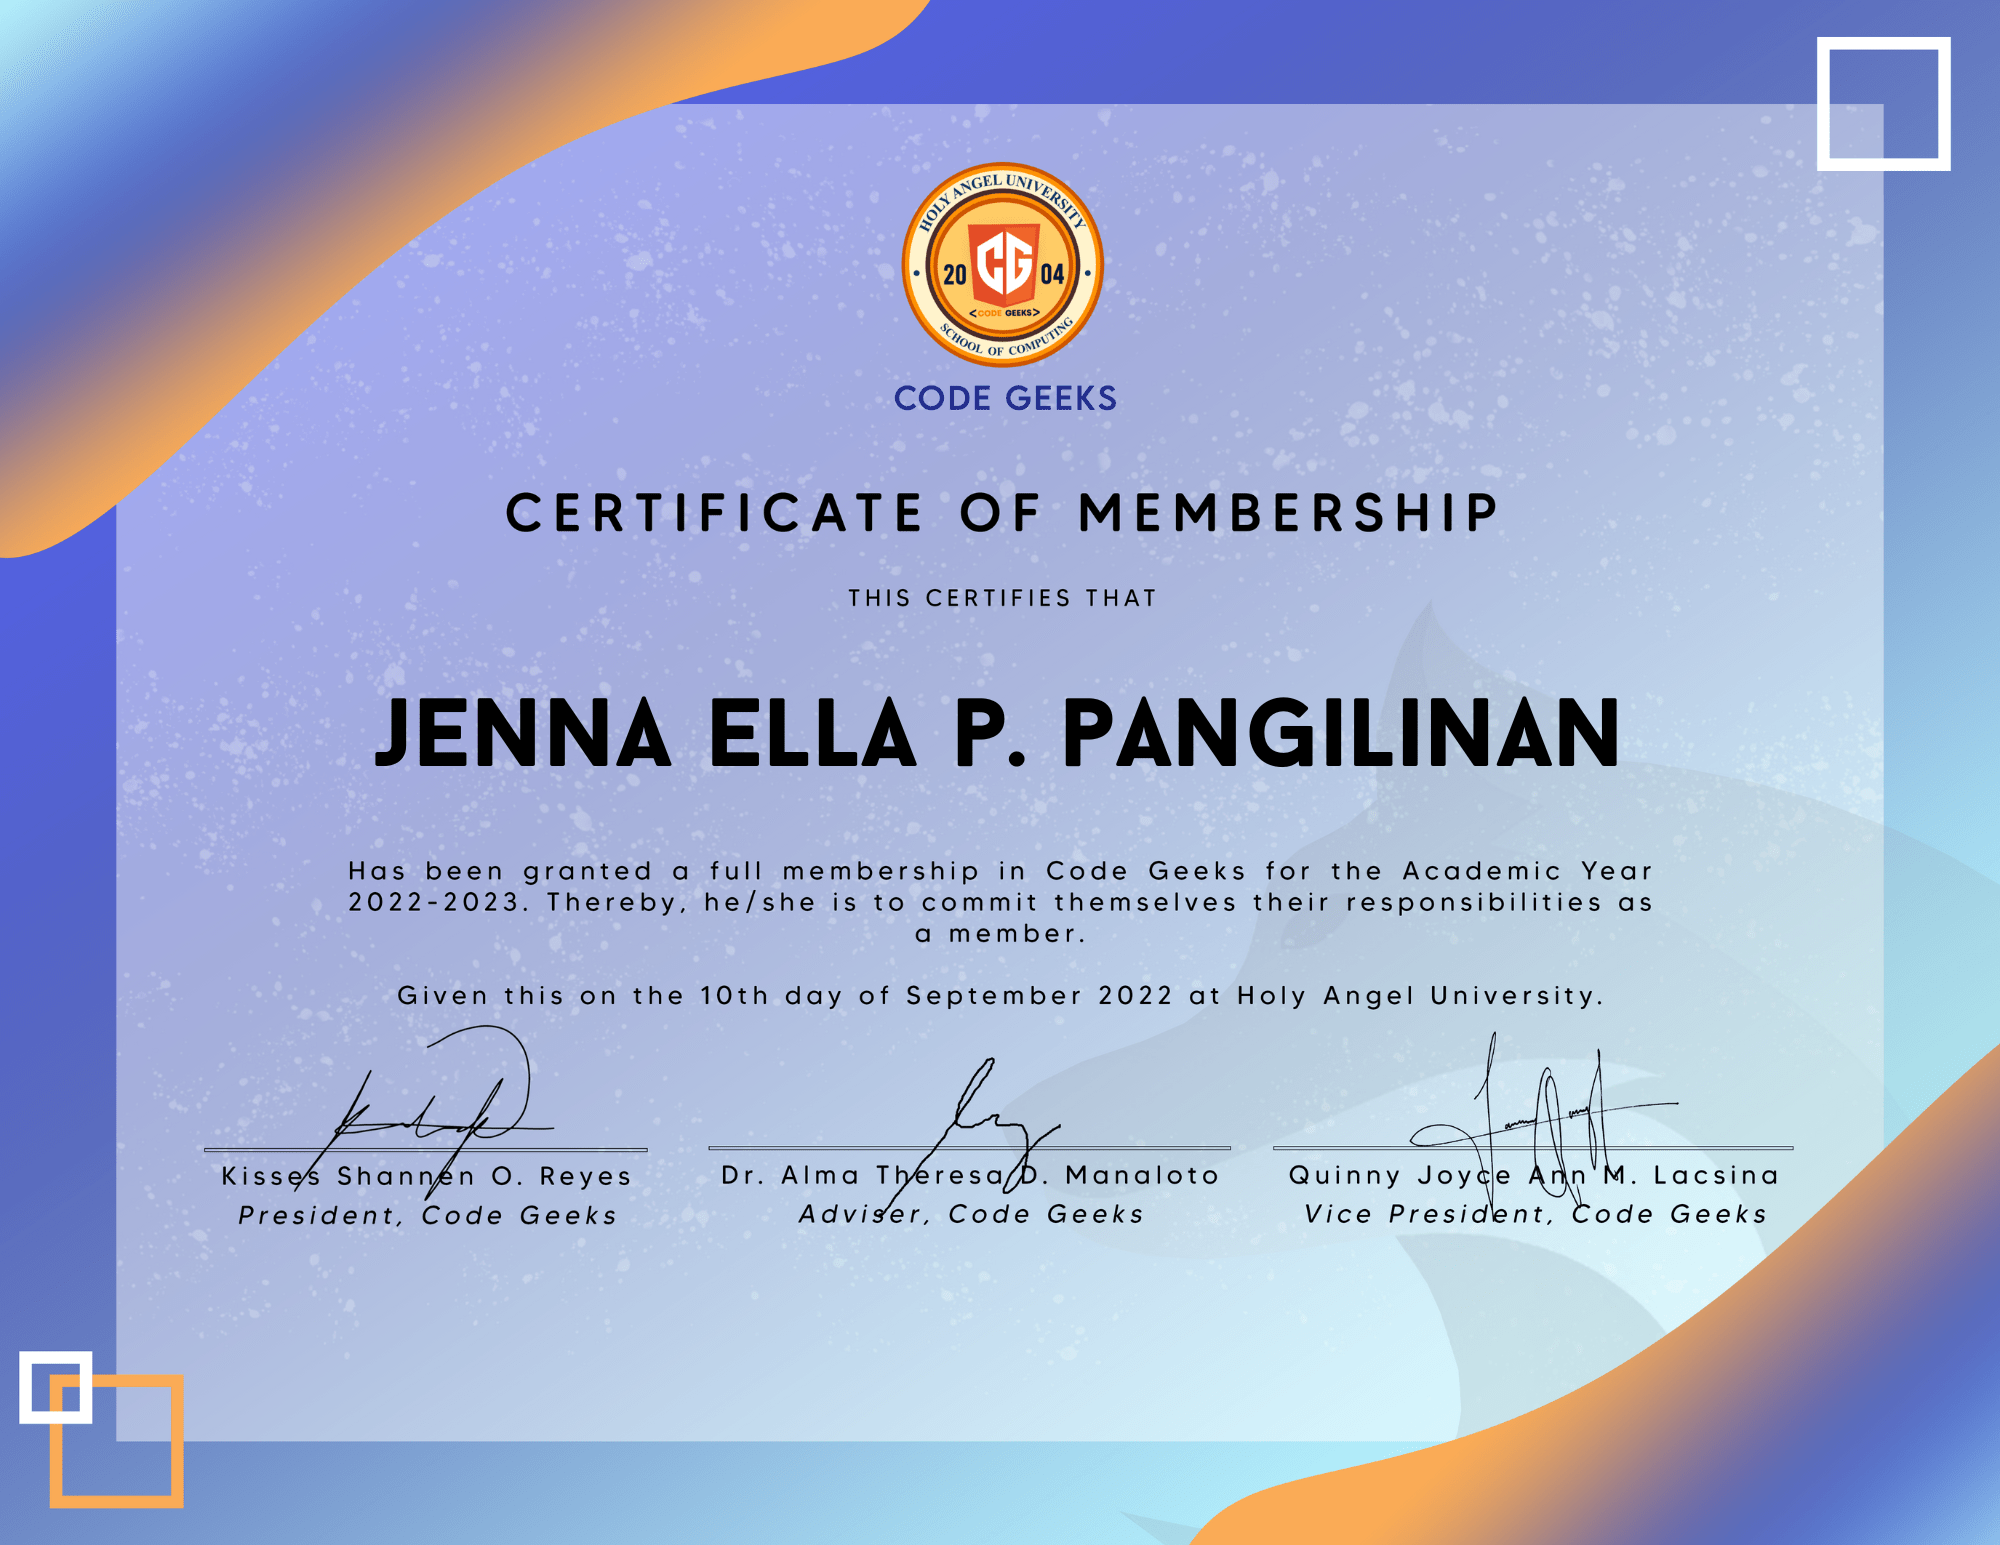 HOLY ANGEL UNIVERSITY
20 CG 04
<CODE GEEKS>
SCHOOL OF COMPUTING
CODE GEEKS
CERTIFICATE OF MEMBERSHIP
THIS CERTIFIES THAT
JENNA ELLA P. PANGILINAN
Has been granted a full membership in Code Geeks for the Academic Year
2022-2023. Thereby, he/she is to commit themselves their responsibilities as
a member.
Given this on the 10th day of September 2022 at Holy Angel University.
Kisses Shannen O. Reyes
President, Code Geeks
Dr. Alma Theresa D. Manaloto
Adviser, Code Geeks
Quinny Joyce Ann M. Lacsina
Vice President, Code Geeks